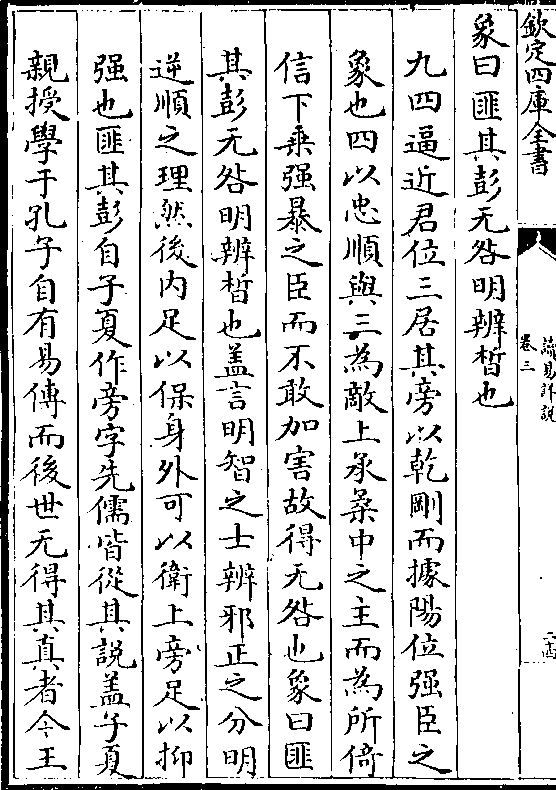 欽定四庫全書
讀易詳說
卷三
二十四
象曰匪其彭无咎明辨晳也
九四逼近君位三居其旁以乾剛而據陽位强臣之
象也四以忠順與三為敵上承柔中之主而為所倚
信下乗强暴之臣而不敢加害故得无咎也象曰匪
其彭无咎明辨晳也盖言明智之士辨邪正之分明
逆順之理然後内足以保身外可以衛上旁足以抑
强也匪其彭自子夏作旁字先儒皆從其說盖子夏
親授學于孔子自有易傳而後世无得其真者今王